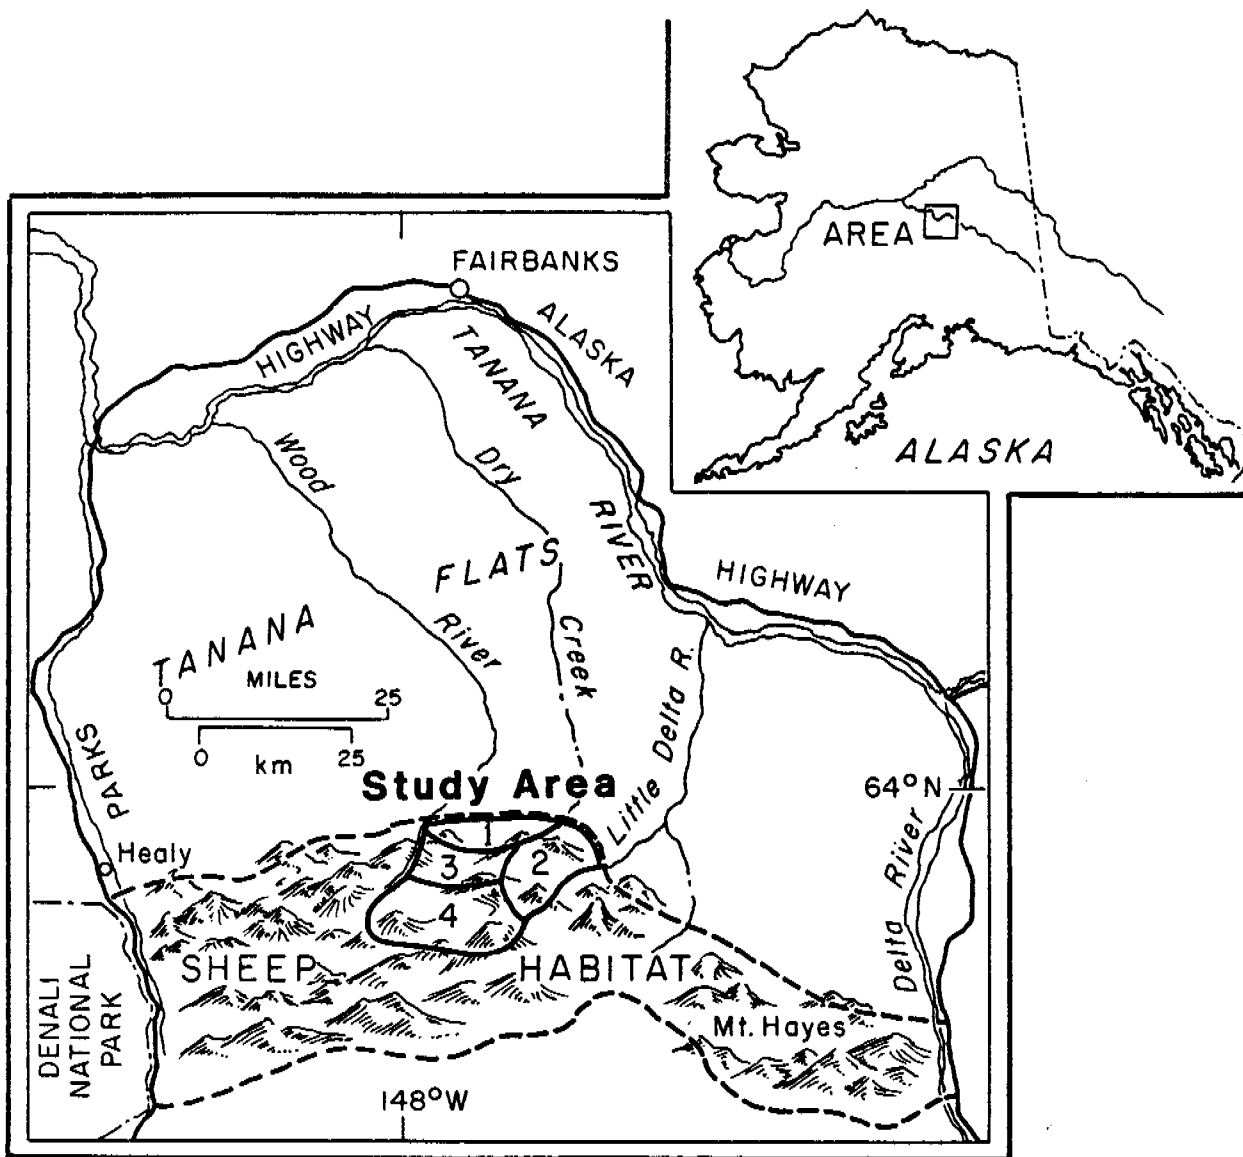 FAIRBANKS
ALASKA
HIGHWAY
TANANA
RIVER
AREA
ALASKA
Wood
River
Dry
Creek
FLATS
HIGHWAY
TANANA
MILES
0 25
0 25
km
Little Delta R.
PARKS
Study Area
64°N
Healy
1
2
3
4
Delta River
SHEEP HABITAT
DENALI
NATIONAL
PARK
Mt. Hayes
148°W